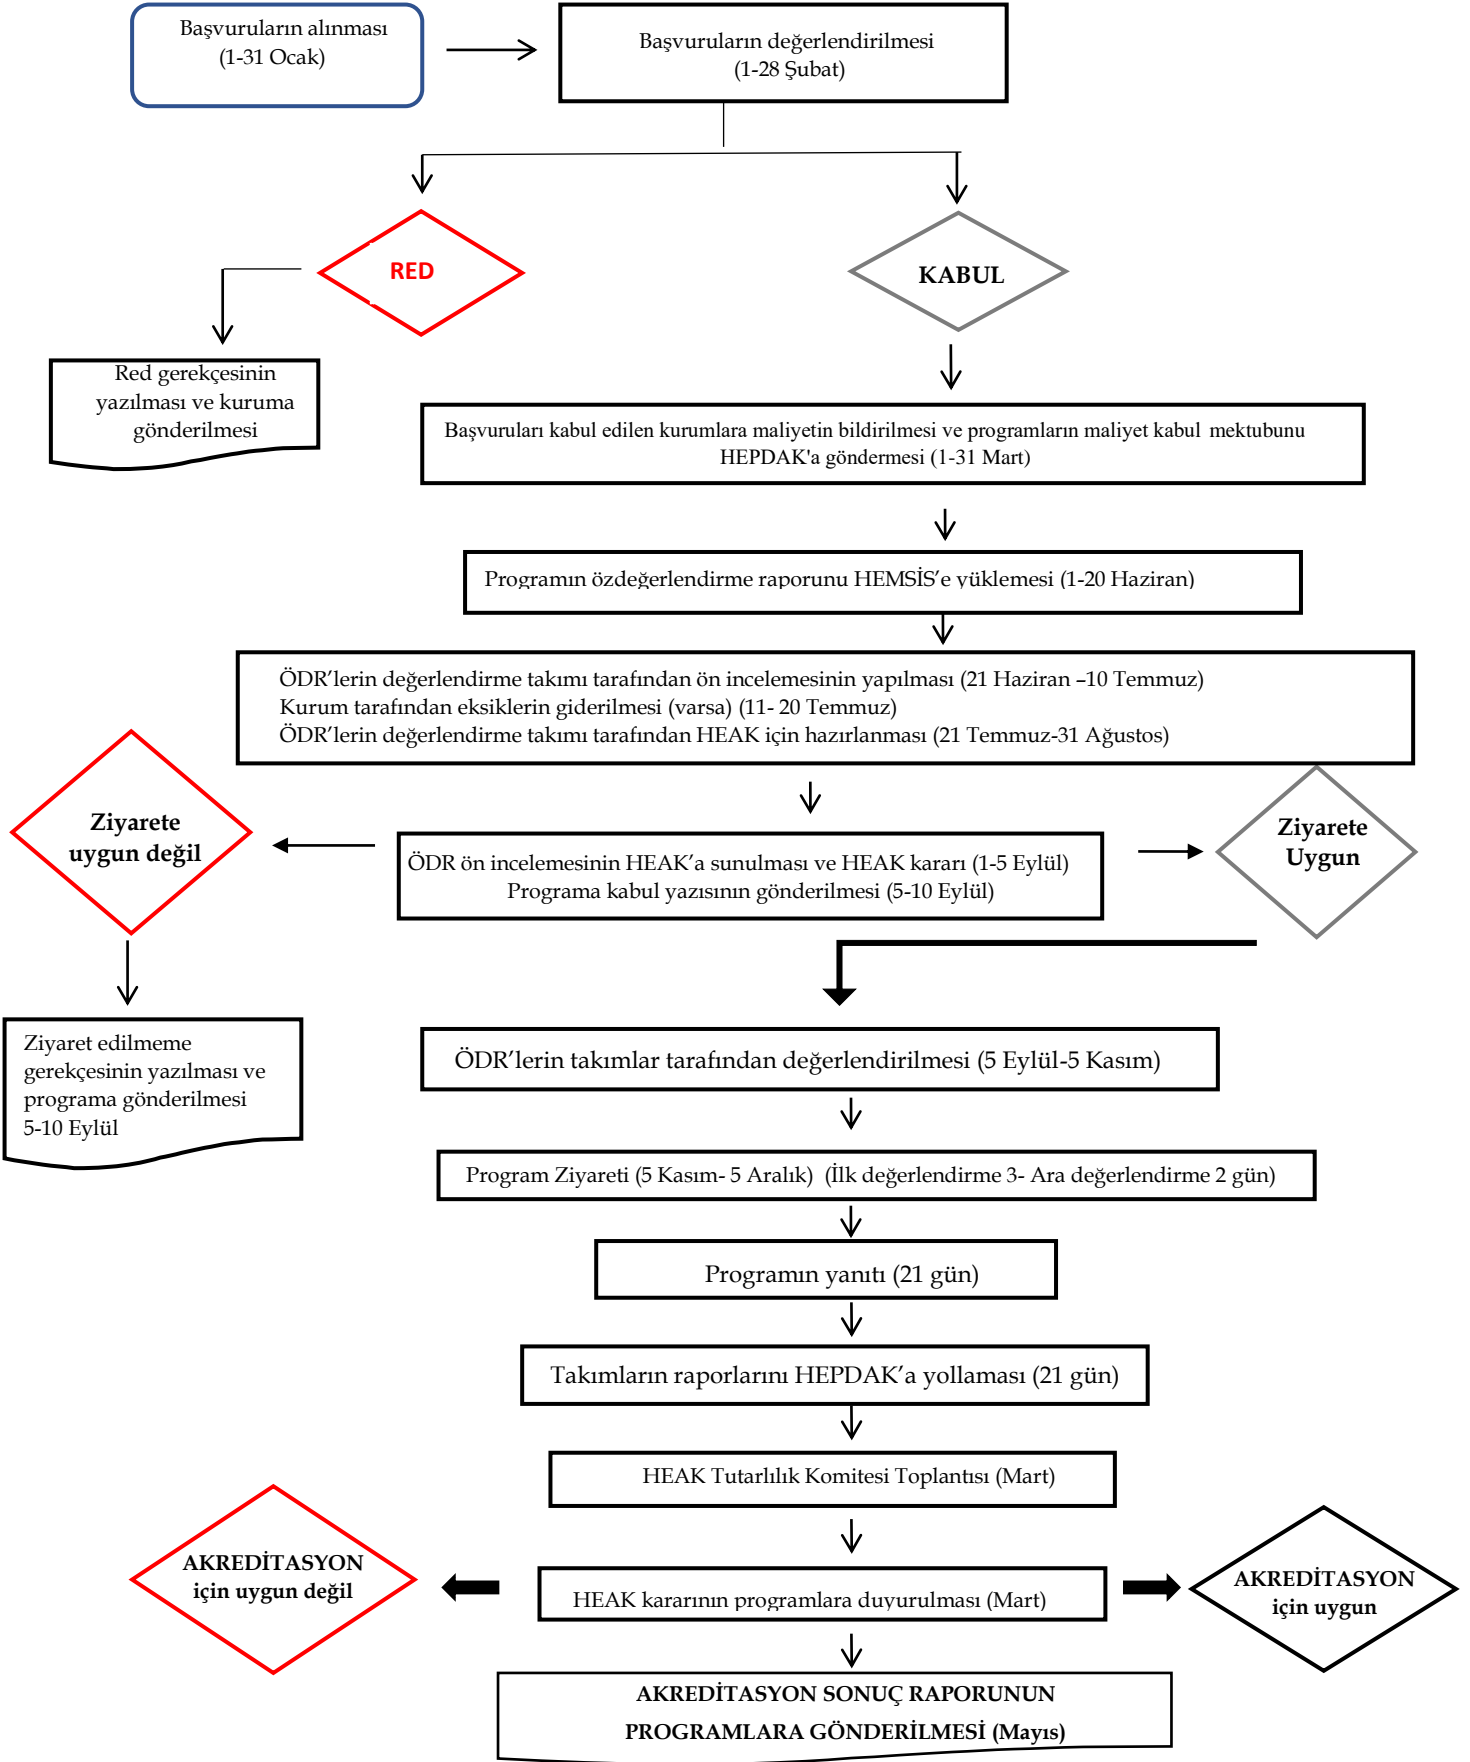 Başvuruların alınması
(1-31 Ocak)
Başvuruların değerlendirilmesi
(1-28 Şubat)
RED
KABUL
Red gerekçesinin
yazılması ve kuruma
gönderilmesi
Başvuruları kabul edilen kurumlara maliyetin bildirilmesi ve programların maliyet kabul mektubunu
HEPDAK'a göndermesi (1-31 Mart)
Programın özdeğerlendirme raporunu HEMSİS’e yüklemesi (1-20 Haziran)
ÖDR’lerin değerlendirme takımı tarafından ön incelemesinin yapılması (21 Haziran –10 Temmuz)
Kurum tarafından eksiklerin giderilmesi (varsa) (11- 20 Temmuz)
ÖDR’lerin değerlendirme takımı tarafından HEAK için hazırlanması (21 Temmuz-31 Ağustos)
Ziyarete
uygun değil
ÖDR ön incelemesinin HEAK’a sunulması ve HEAK kararı (1-5 Eylül)
Programa kabul yazısının gönderilmesi (5-10 Eylül)
Ziyarete
Uygun
Ziyaret edilmeme
gerekçesinin yazılması ve
programa gönderilmesi
5-10 Eylül
ÖDR’lerin takımlar tarafından değerlendirilmesi (5 Eylül-5 Kasım)
Program Ziyareti (5 Kasım- 5 Aralık)  (İlk değerlendirme 3- Ara değerlendirme 2 gün)
Programın yanıtı (21 gün)
Takımların raporlarını HEPDAK’a yollaması (21 gün)
HEAK Tutarlılık Komitesi Toplantısı (Mart)
AKREDİTASYON
için uygun değil
HEAK kararının programlara duyurulması (Mart)
AKREDİTASYON
için uygun
AKREDİTASYON SONUÇ RAPORUNUN
PROGRAMLARA GÖNDERİLMESİ (Mayıs)